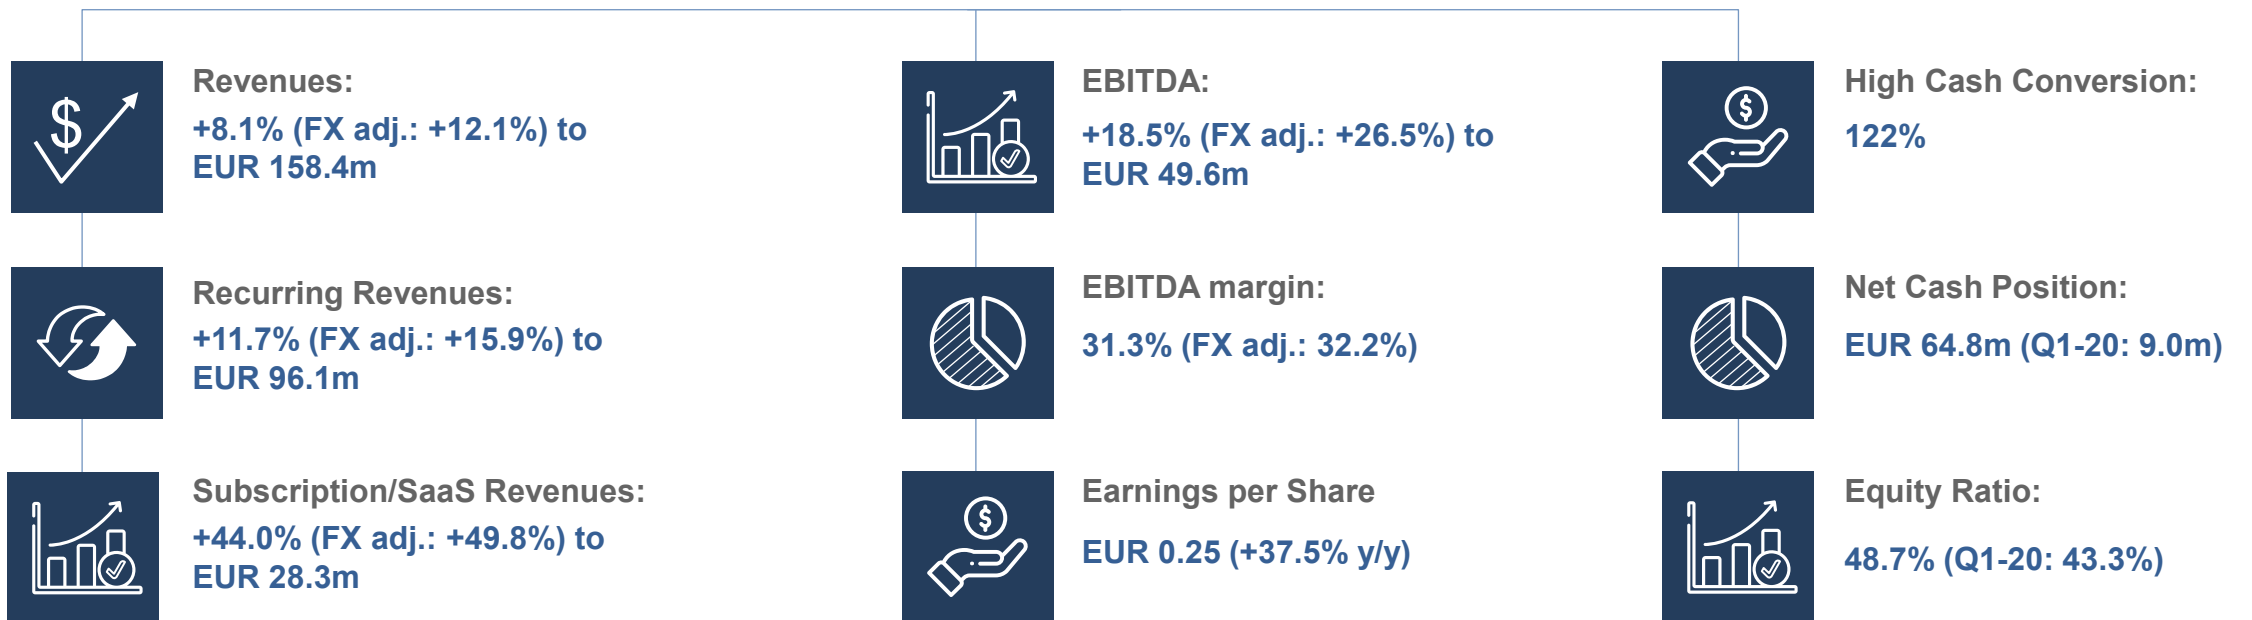 Revenues:
+8.1% (FX adj.: +12.1%) to
EUR 158.4m
Recurring Revenues:
+11.7% (FX adj.: +15.9%) to
EUR 96.1m
Subscription/SaaS Revenues:
+44.0% (FX adj.: +49.8%) to
EUR 28.3m
EBITDA:
+18.5% (FX adj.: +26.5%) to
EUR 49.6m
EBITDA margin:
31.3% (FX adj.: 32.2%)
Earnings per Share
EUR 0.25 (+37.5% y/y)
High Cash Conversion:
122%
Net Cash Position:
EUR 64.8m (Q1-20: 9.0m)
Equity Ratio:
48.7% (Q1-20: 43.3%)